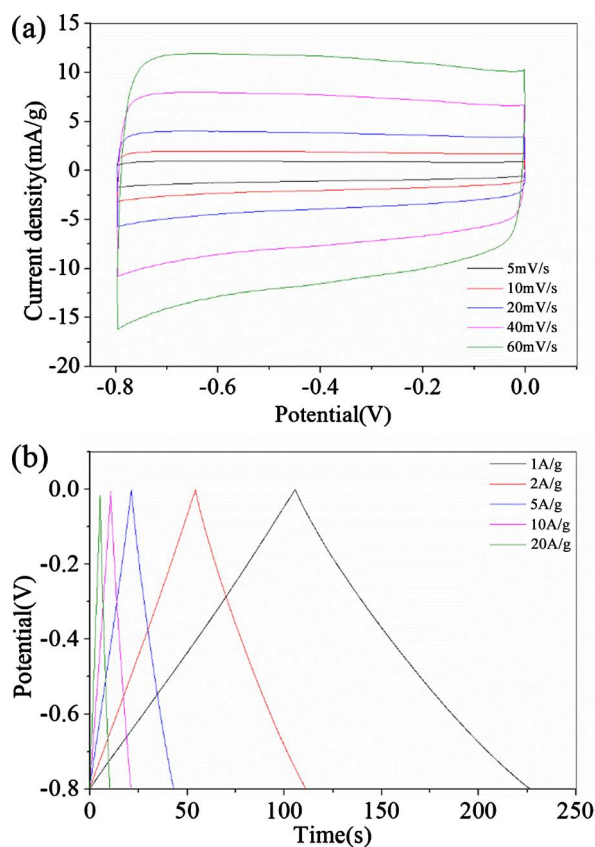 (a)
15
10
5
0
-5
-10
-15
-20
Current density(mA/g)
5mV/s
10mV/s
20mV/s
40mV/s
60mV/s
-0.8
-0.6
-0.4
-0.2
0.0
Potential(V)
(b)
0.0
-0.2
-0.4
-0.6
-0.8
Potential(V)
1A/g
2A/g
5A/g
10A/g
20A/g
0
50
100
150
200
250
Time(s)